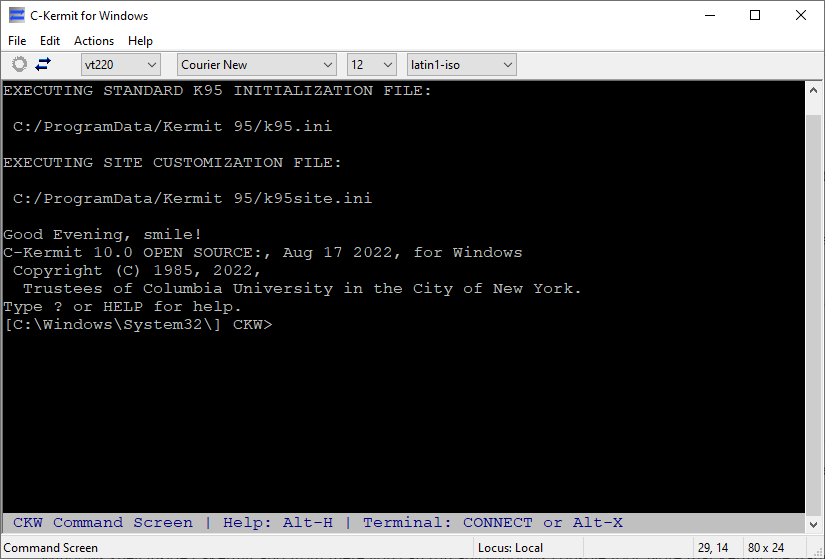 C-Kermit for Windows
File Edit Actions Help
vt220 Courier New 12 latin1-iso
EXECUTING STANDARD K95 INITIALIZATION FILE:
C:/ProgramData/Kermit 95/k95.ini
EXECUTING SITE CUSTOMIZATION FILE:
C:/ProgramData/Kermit 95/k95site.ini
Good Evening, smile!
C-Kermit 10.0 OPEN SOURCE:, Aug 17 2022, for Windows
Copyright (C) 1985, 2022,
Trustees of Columbia University in the City of New York.
Type ? or HELP for help.
[C:\Windows\System32\] CKW>
CKW Command Screen | Help: Alt-H | Terminal: CONNECT or Alt-X
Command Screen Locus: Local 29, 14 80 x 24